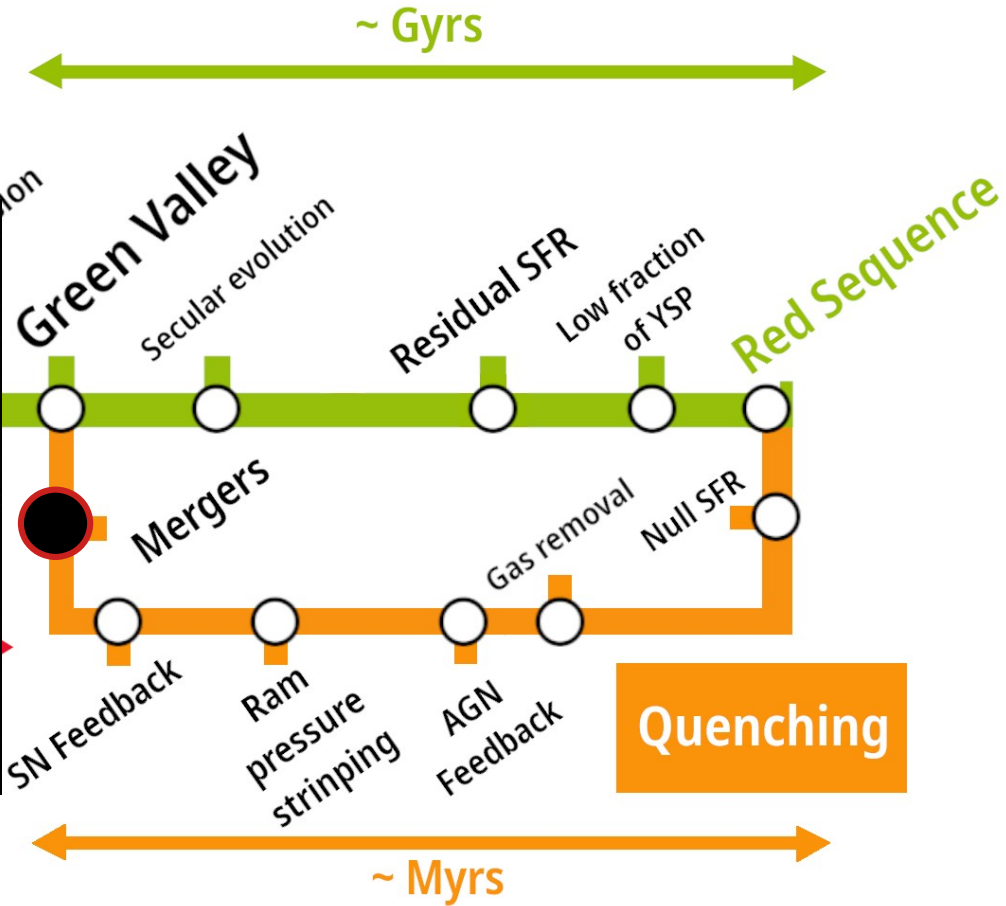 ~ Gyrs
Green Valley
Secular evolution
Residual SFR
Low fraction
of YSP
Red Sequence
Mergers
Gas removal
Null SFR
SN Feedback
Ram
pressure
strinping
AGN
Feedback
Quenching
~ Myrs